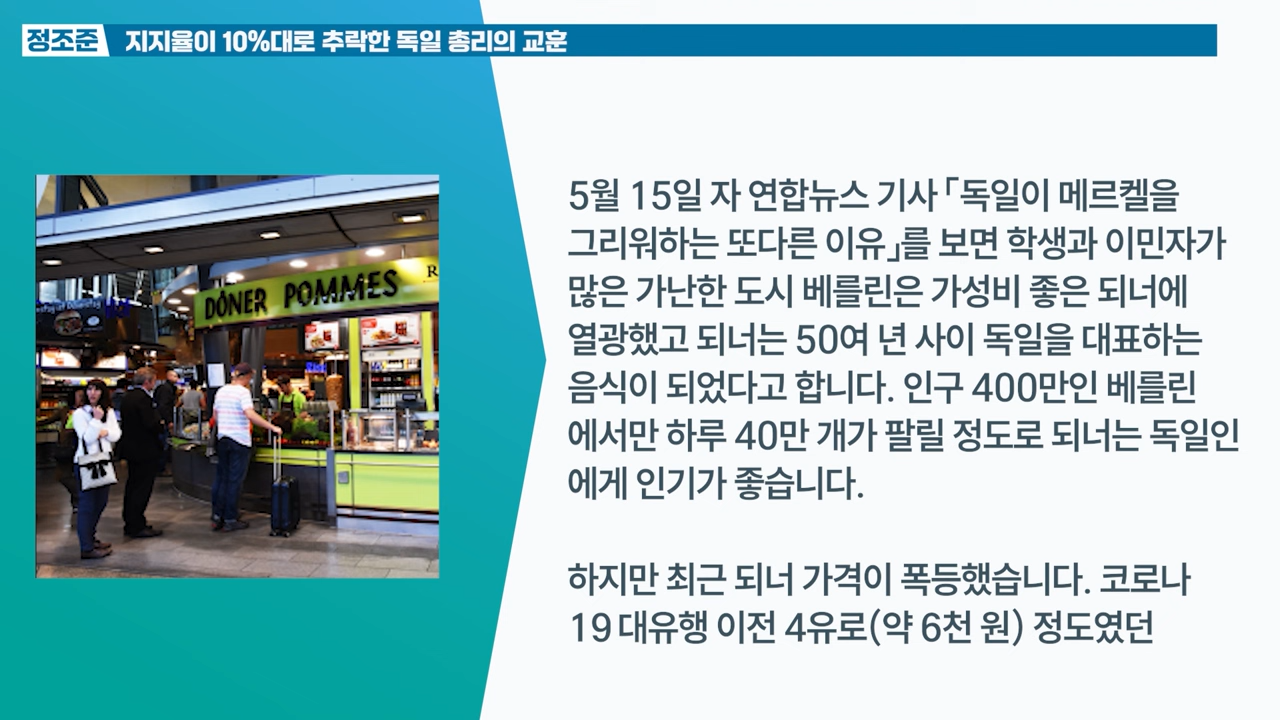 정조준
지지율이 10%대로 추락한 독일 총리의 교훈
DÖNER POMMES R
5월 15일 자 연합뉴스 기사 ｢독일이 메르켈을
그리워하는 또다른 이유｣를 보면 학생과 이민자가
많은 가난한 도시 베를린은 가성비 좋은 되너에
열광했고 되너는 50여 년 사이 독일을 대표하는
음식이 되었다고 합니다. 인구 400만인 베를린
에서만 하루 40만 개가 팔릴 정도로 되너는 독일인
에게 인기가 좋습니다.
하지만 최근 되너 가격이 폭등했습니다. 코로나
19 대유행 이전 4유로(약 6천 원) 정도였던